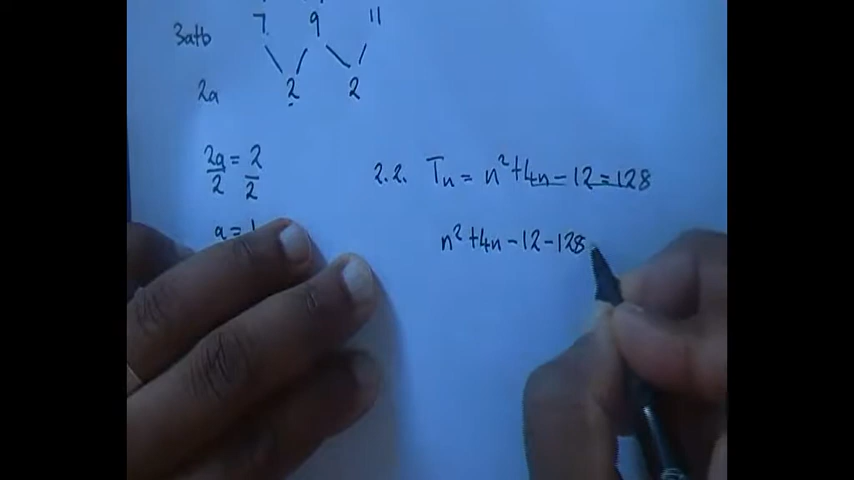 3a+b 7 9 11
2a 2 2
2a/2 = 2/2
a = 1
2.2. Tn = n² + 4n - 12 = 128
n² + 4n - 12 - 128